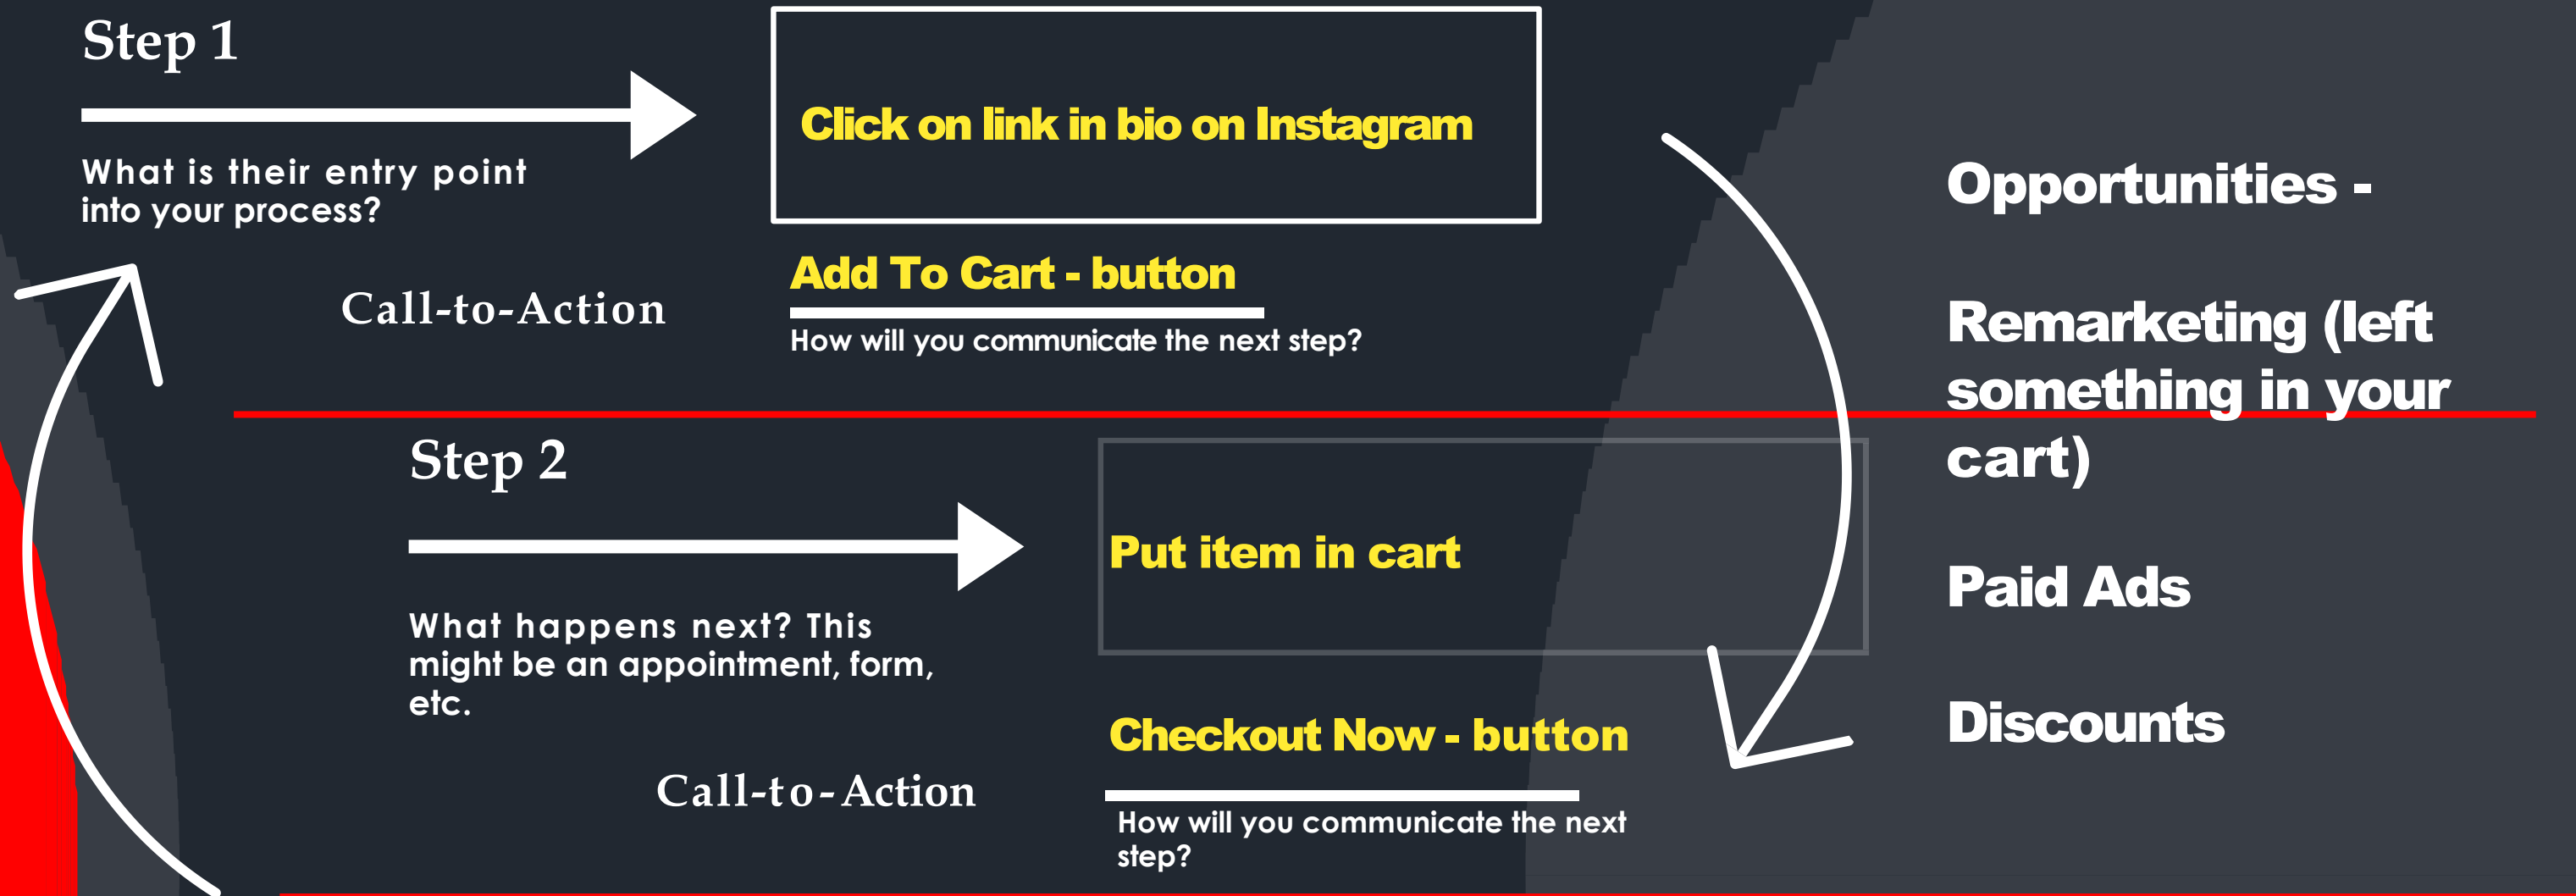 Step 1
Click on link in bio on Instagram
What is their entry point
into your process?
Call-to-Action
Add To Cart - button
How will you communicate the next step?
Step 2
Put item in cart
What happens next? This
might be an appointment, form,
etc.
Call-to-Action
Checkout Now - button
How will you communicate the next
step?
Opportunities -
Remarketing (left
something in your
cart)
Paid Ads
Discounts